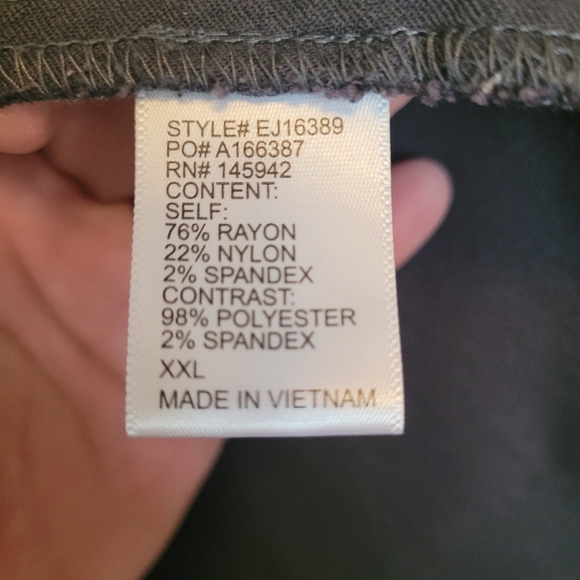 STYLE# EJ16389
PO# A166387
RN# 145942
CONTENT:
SELF:
76% RAYON
22% NYLON
2% SPANDEX
CONTRAST:
98% POLYESTER
2% SPANDEX
XXL
MADE IN VIETNAM